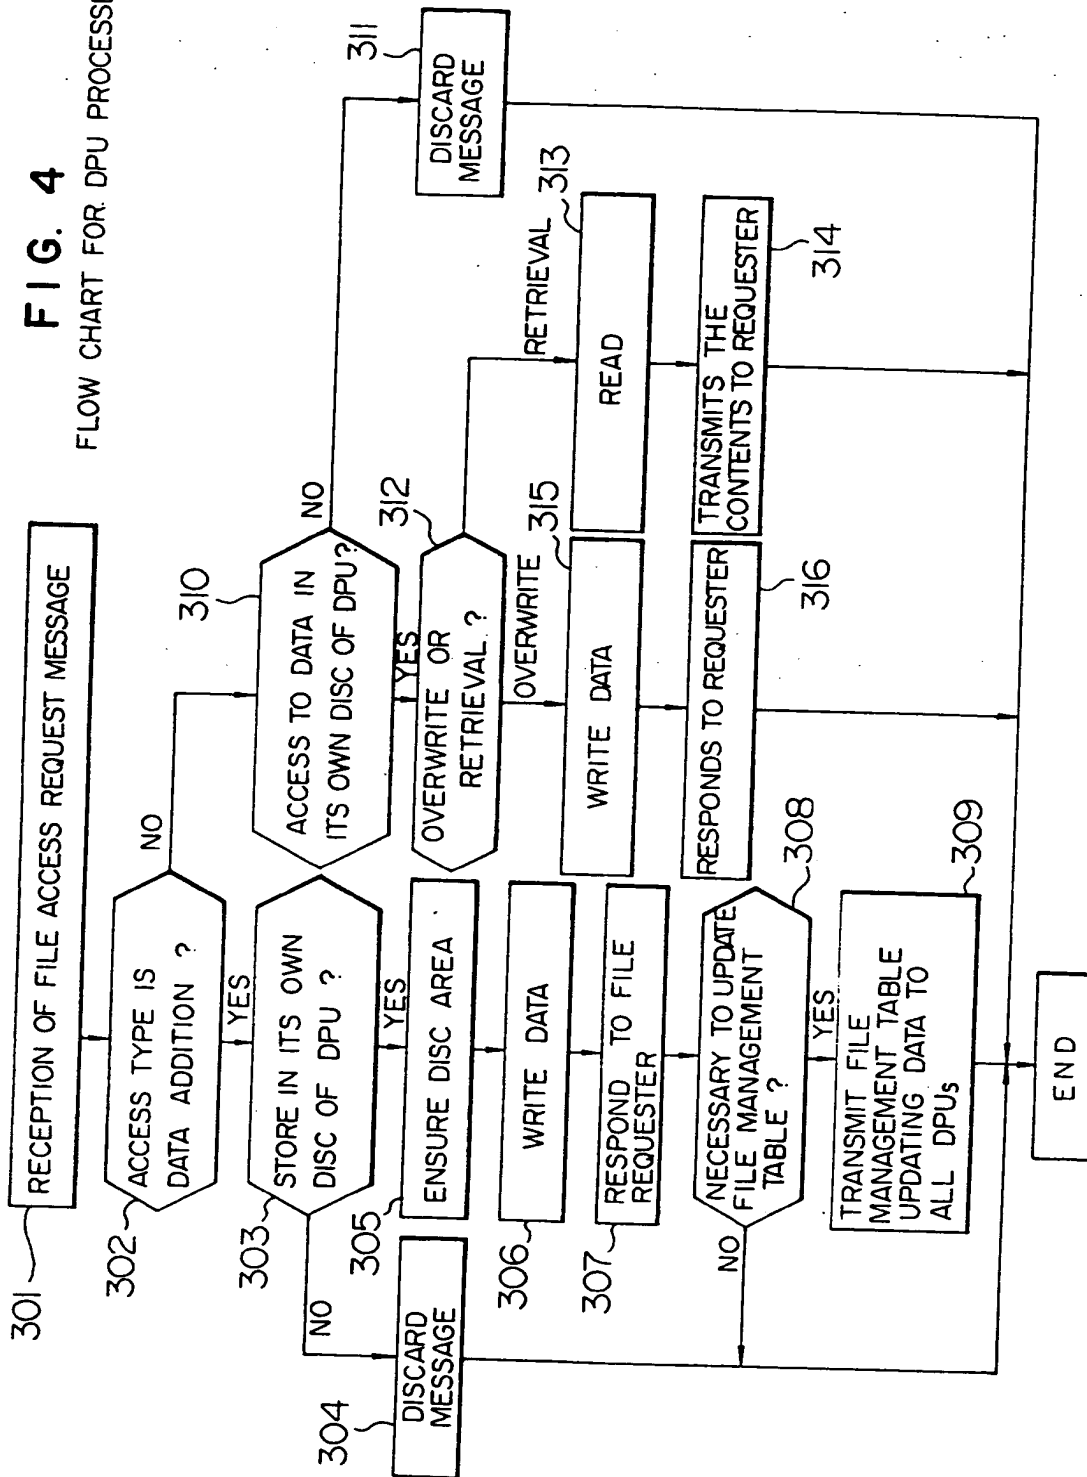 FIG. 4
FLOW CHART FOR DPU
301
RECEPTION OF FILE ACCESS REQUEST MESSAGE
302
ACCESS TYPE IS
DATA ADDITION ?
NO
YES
303
STORE IN ITS OWN
DISC OF DPU ?
NO
YES
304
DISCARD
MESSAGE
305
ENSURE DISC AREA
306
WRITE DATA
307
RESPOND TO FILE
REQUESTER
308
NECESSARY TO UPDATE
FILE MANAGEMENT
TABLE ?
NO
YES
309
TRANSMIT FILE
MANAGEMENT TABLE
UPDATING DATA TO
ALL DPUs
310
ACCESS TO DATA IN
ITS OWN DISC OF DPU?
NO
YES
311
DISCARD
MESSAGE
312
OVERWRITE OR
RETRIEVAL ?
OVERWRITE
RETRIEVAL
313
READ
314
TRANSMITS THE
CONTENTS TO REQUESTER
315
WRITE DATA
316
RESPONDS TO REQUESTER
END